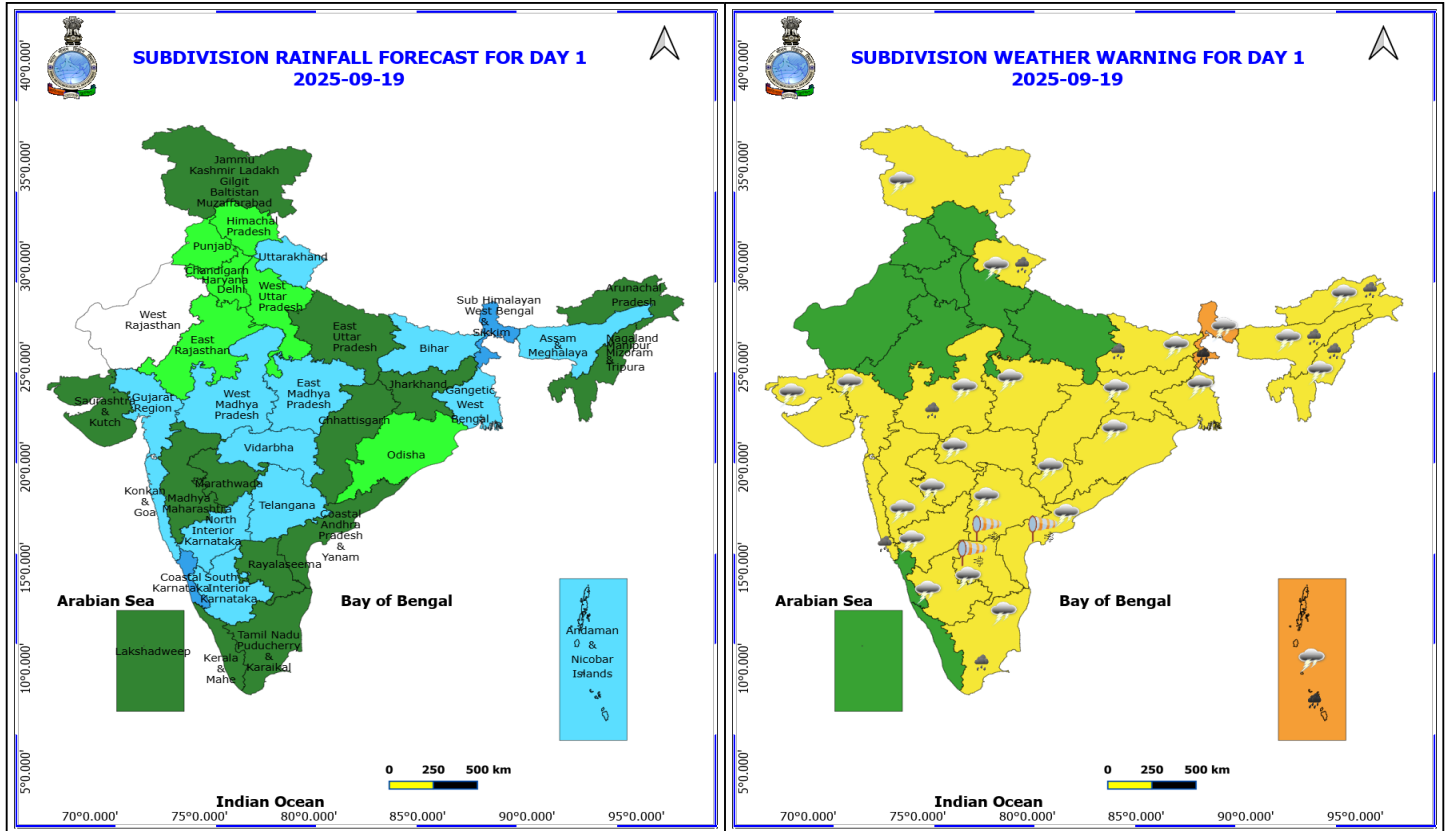 SUBDIVISION RAINFALL FORECAST FOR DAY 1
2025-09-19
40°0.000'
35°0.000'
30°0.000'
25°0.000'
20°0.000'
15°0.000'
10°0.000'
5°0.000'
Jammu
Kashmir Ladakh
Gilgit
Baltistan
Muzaffarabad
Himachal
Pradesh
Punjab
Uttarakhand
Chandigarh
Haryana
Delhi
West
Uttar
Pradesh
West
Rajasthan
East
Rajasthan
East
Uttar
Pradesh
Sub Himalayan
West Bengal
&
Sikkim
Arunachal
Pradesh
Assam
&
Meghalaya
Nagaland
Manipur
Mizoram
&
Tripura
Bihar
Jharkhand
Gangetic
West
Bengal
Saurashtra
&
Kutch
Gujarat
Region
West
Madhya
Pradesh
East
Madhya
Pradesh
Chhattisgarh
Odisha
Vidarbha
Marathwada
Madhya
Maharashtra
Konkan
&
Goa
Telangana
North
Interior
Karnataka
Coastal
Andhra
Pradesh
&
Yanam
Rayalaseema
Coastal
Karnataka
South
Interior
Karnataka
Tamil Nadu
Puducherry
&
Karaikal
Kerala
&
Mahe
Lakshadweep
Andaman
&
Nicobar
Islands
Arabian Sea
Bay of Bengal
Indian Ocean
0 250 500 km
70°0.000' 75°0.000' 80°0.000' 85°0.000' 90°0.000' 95°0.000'
SUBDIVISION WEATHER WARNING FOR DAY 1
2025-09-19
40°0.000'
35°0.000'
30°0.000'
25°0.000'
20°0.000'
15°0.000'
10°0.000'
5°0.000'
Arabian Sea
Bay of Bengal
Indian Ocean
0 250 500 km
70°0.000' 75°0.000' 80°0.000' 85°0.000' 90°0.000' 95°0.000'